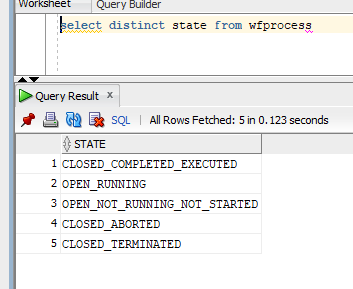 Worksheet Query Builder
select distinct state from wfprocess
Query Result x
SQL | All Rows Fetched: 5 in 0.123 seconds
STATE
1 CLOSED_COMPLETED_EXECUTED
2 OPEN_RUNNING
3 OPEN_NOT_RUNNING_NOT_STARTED
4 CLOSED_ABORTED
5 CLOSED_TERMINATED